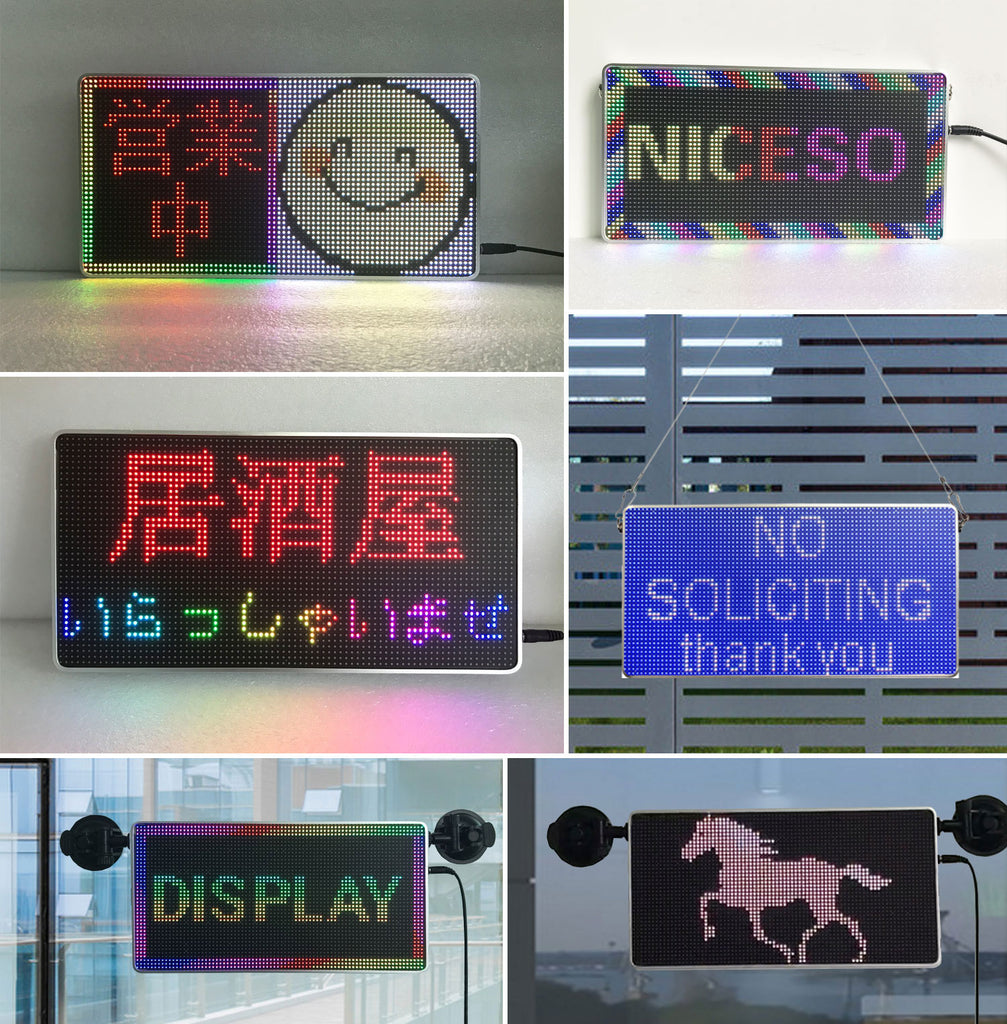 営業
中
NICESO
居酒屋
いらっしゃいませ
NO
SOLICITING
thank you
DISPLAY